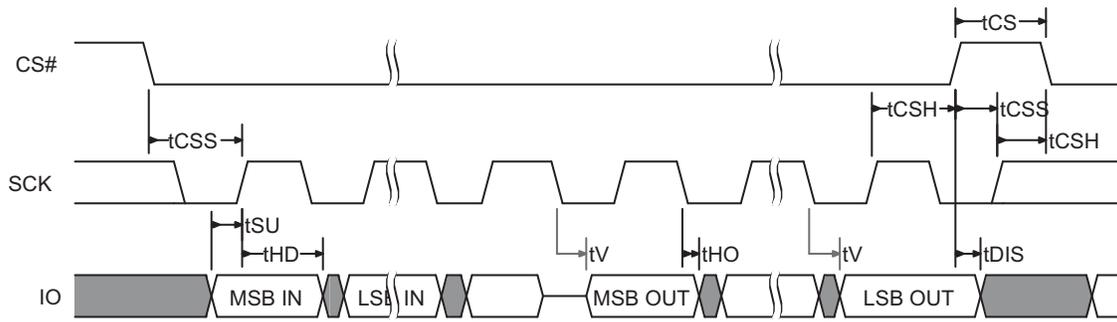 tCS
CS#
tCSH
tCSS
tCSS
tCSH
SCK
tSU
tHD
tV
tHO
tV
tDIS
IO
MSB IN
LSB IN
MSB OUT
LSB OUT